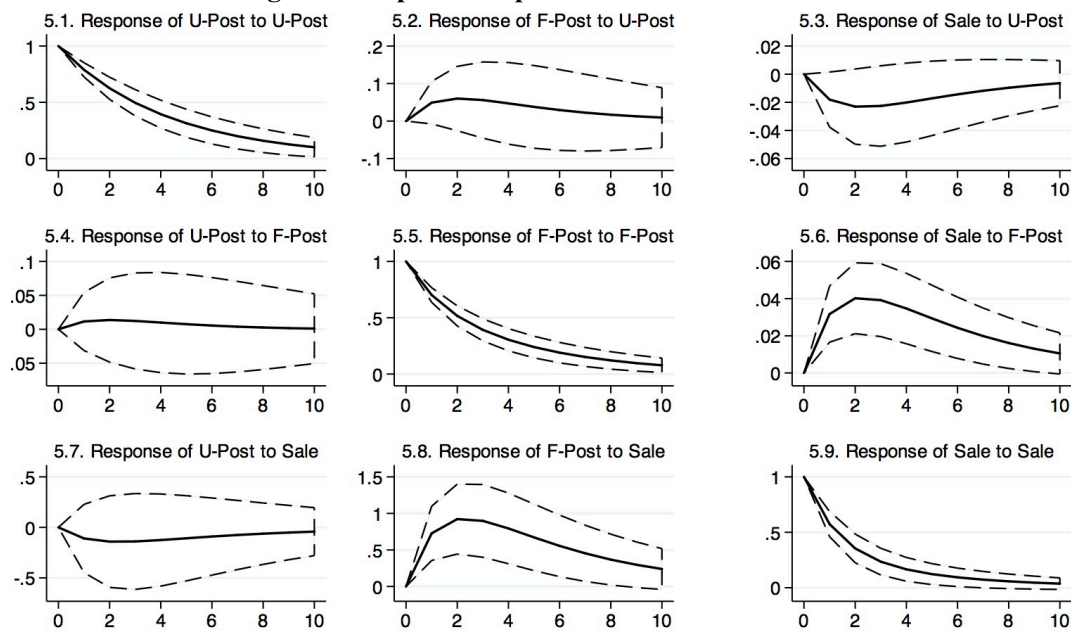 5.1. Response of U-Post to U-Post
1
.5
0
0 2 4 6 8 10
5.2. Response of F-Post to U-Post
.2
.1
0
-.1
0 2 4 6 8 10
5.3. Response of Sale to U-Post
.02
0
-.02
-.04
-.06
0 2 4 6 8 10
5.4. Response of U-Post to F-Post
.1
.05
0
.05
0 2 4 6 8 10
5.5. Response of F-Post to F-Post
1
.5
0
0 2 4 6 8 10
5.6. Response of Sale to F-Post
.06
.04
.02
0
0 2 4 6 8 10
5.7. Response of U-Post to Sale
.5
0
-.5
0 2 4 6 8 10
5.8. Response of F-Post to Sale
1.5
1
.5
0
0 2 4 6 8 10
5.9. Response of Sale to Sale
1
.5
0
0 2 4 6 8 10